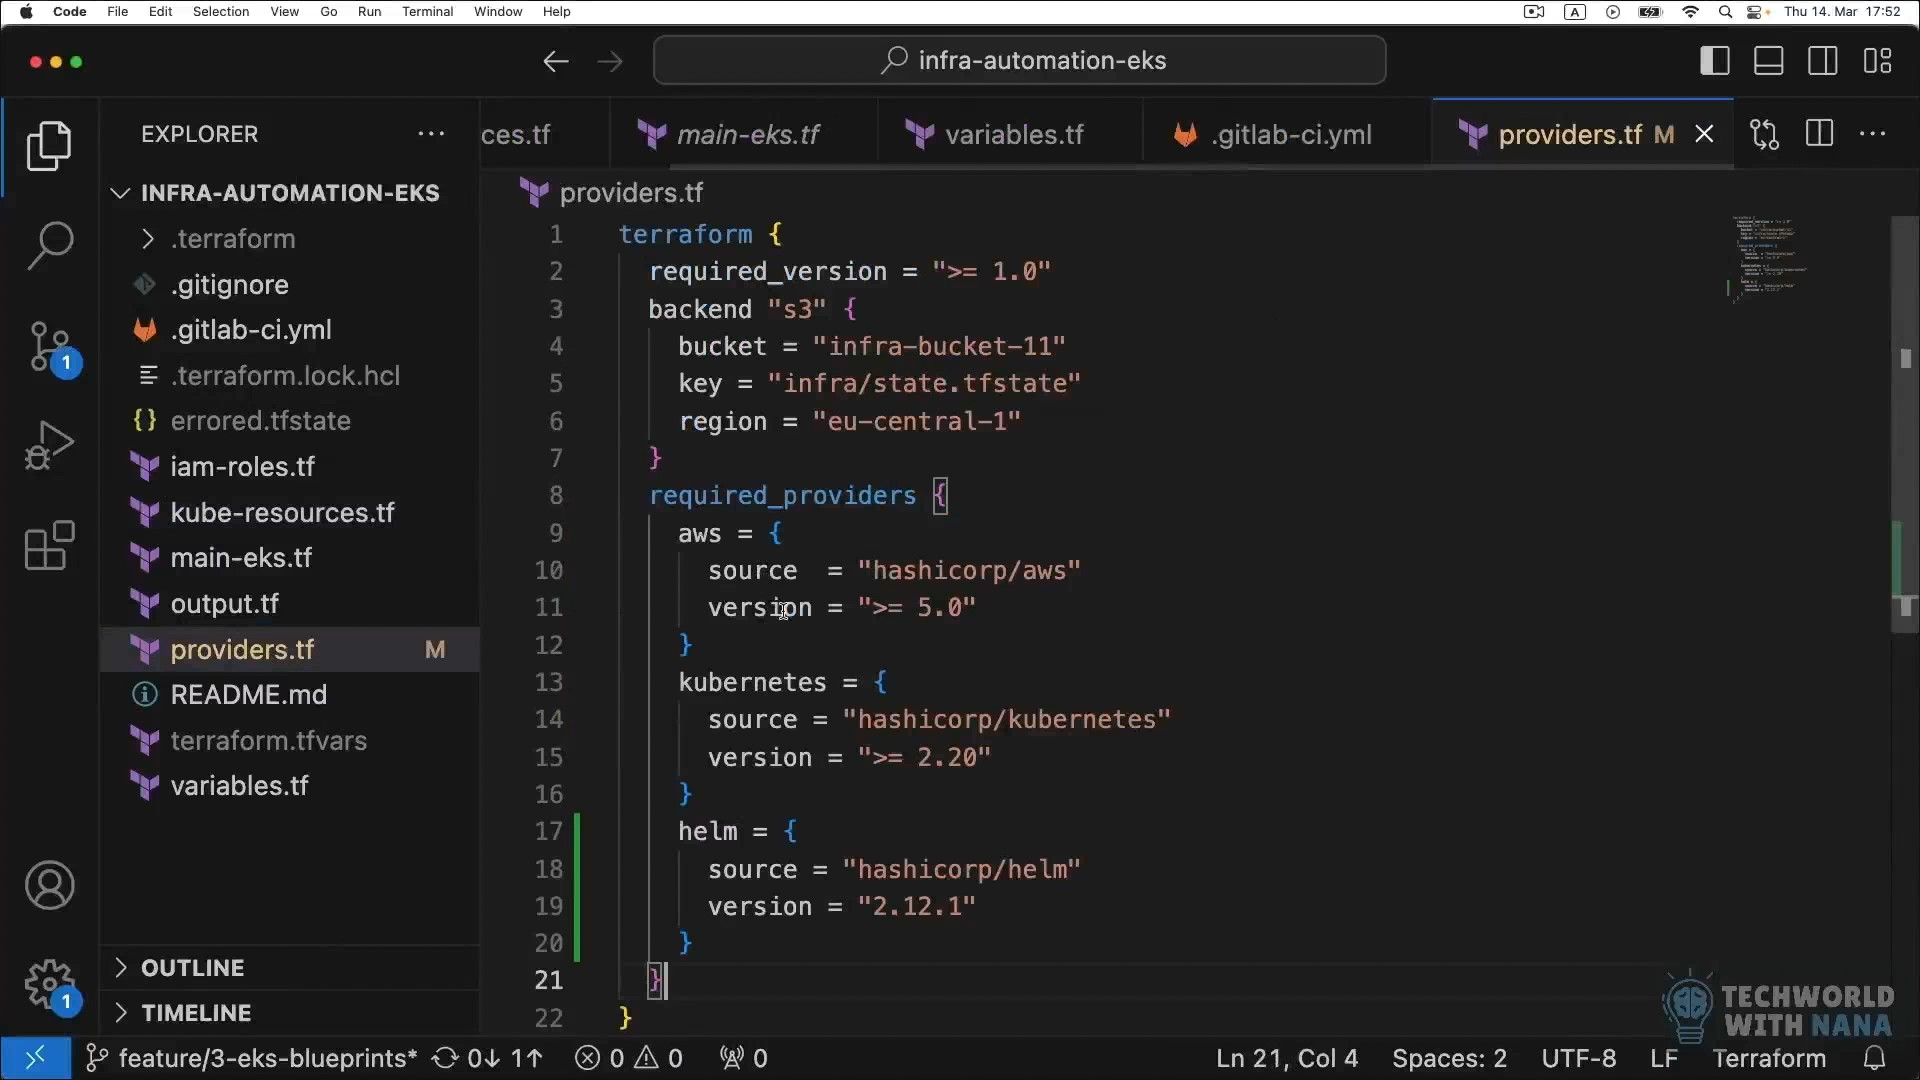 Code File Edit Selection View Go Run Terminal Window Help
A Thu 14. Mar 17:52
infra-automation-eks
EXPLORER
ces.tf main-eks.tf variables.tf .gitlab-ci.yml providers.tf M
INFRA-AUTOMATION-EKS
.terraform
.gitignore
.gitlab-ci.yml
.terraform.lock.hcl
errored.tfstate
iam-roles.tf
kube-resources.tf
main-eks.tf
output.tf
providers.tf M
README.md
terraform.tfvars
variables.tf
OUTLINE
TIMELINE
1
1
providers.tf
1 terraform {
2 required_version = ">= 1.0"
3 backend "s3" {
4 bucket = "infra-bucket-11"
5 key = "infra/state.tfstate"
6 region = "eu-central-1"
7 }
8 required_providers {
9 aws = {
10 source  = "hashicorp/aws"
11 version = ">= 5.0"
12 }
13 kubernetes = {
14 source = "hashicorp/kubernetes"
15 version = ">= 2.20"
16 }
17 helm = {
18 source = "hashicorp/helm"
19 version = "2.12.1"
20 }
21 }
22 }
TECHWORLD
WITH NANA
feature/3-eks-blueprints* 0↓ 1↑ 0 0 0 Ln 21, Col 4 Spaces: 2 UTF-8 LF Terraform